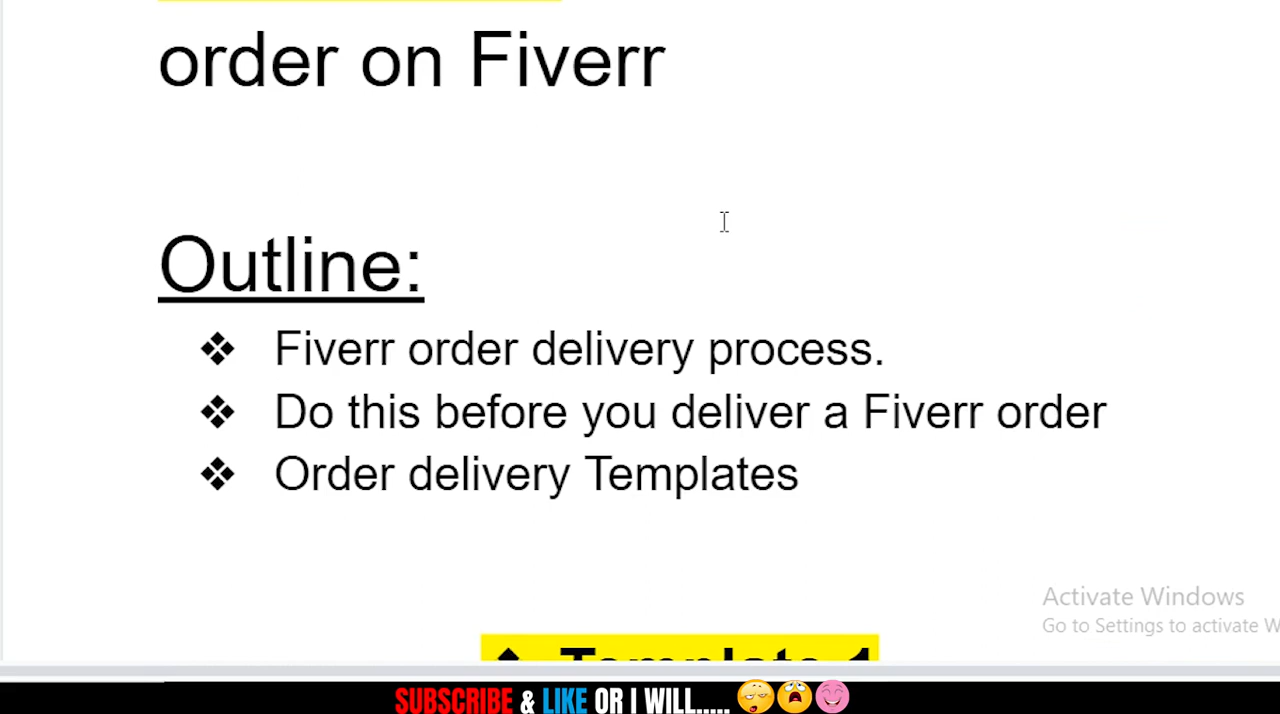 order on Fiverr
Outline:
❖ Fiverr order delivery process.
❖ Do this before you deliver a Fiverr order
❖ Order delivery Templates
Activate Windows
Go to Settings to activate W
Template 1
SUBSCRIBE & LIKE OR I WILL.....